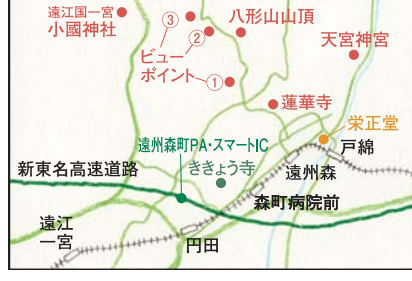 遠江国一宮
小國神社
③
②
八形山山頂
天宮神宮
ビュー
ポイント
①
蓮華寺
栄正堂
遠州森町PA・スマートIC
戸綿
新東名高速道路
ききょう寺
遠州森
森町病院前
遠江
一宮
円田